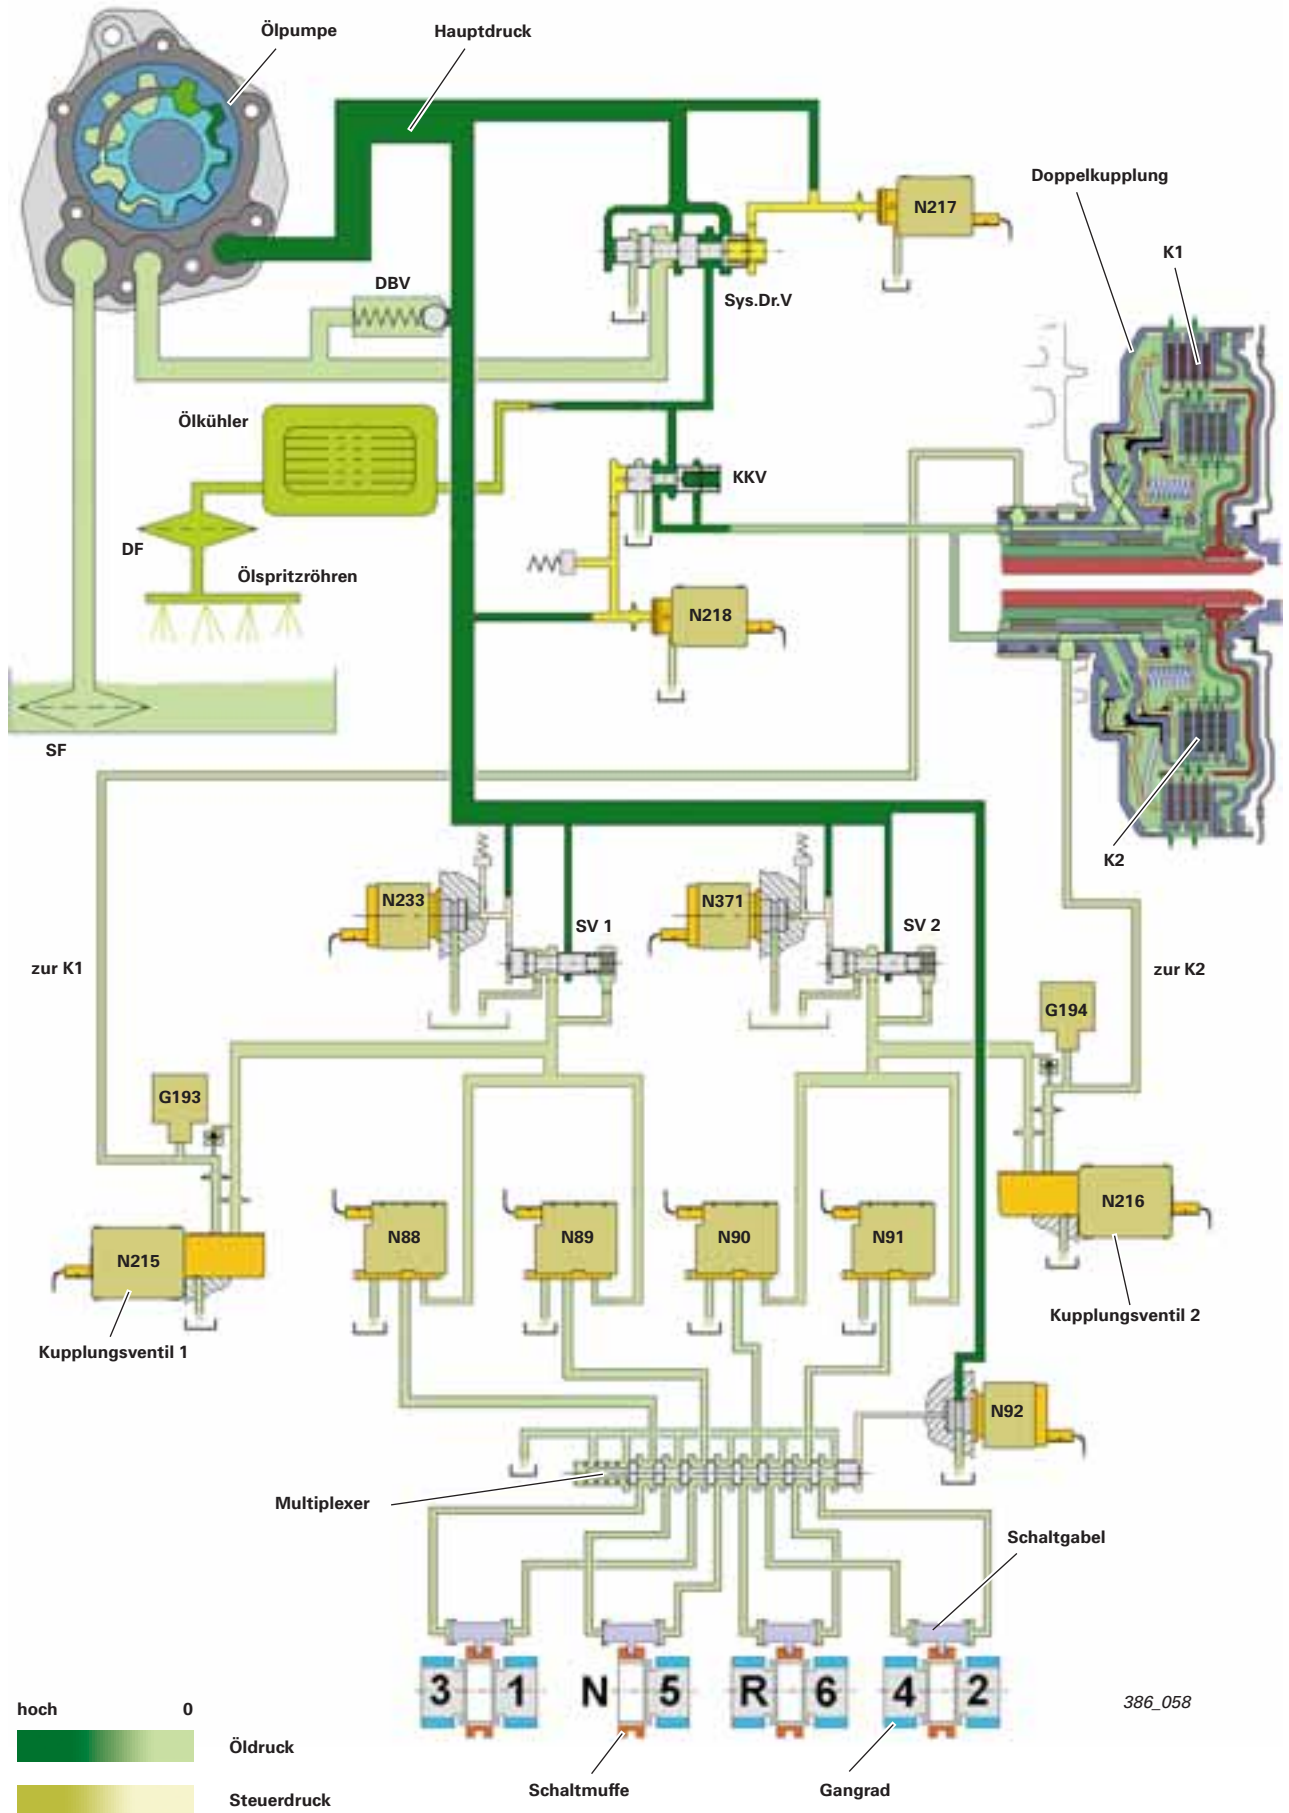 Ölpumpe
Hauptdruck
Doppelkupplung
N217
K1
DBV
Sys.Dr.V
Ölkühler
KKV
DF
Ölspritzröhren
N218
SF
K2
N233
N371
SV 1
SV 2
zur K1
zur K2
G194
G193
N216
N88
N89
N90
N91
N215
Kupplungsventil 2
Kupplungsventil 1
N92
Multiplexer
Schaltgabel
3 1 N 5 R 6 4 2
386_058
hoch 0
Öldruck
Schaltmuffe
Gangrad
Steuerdruck